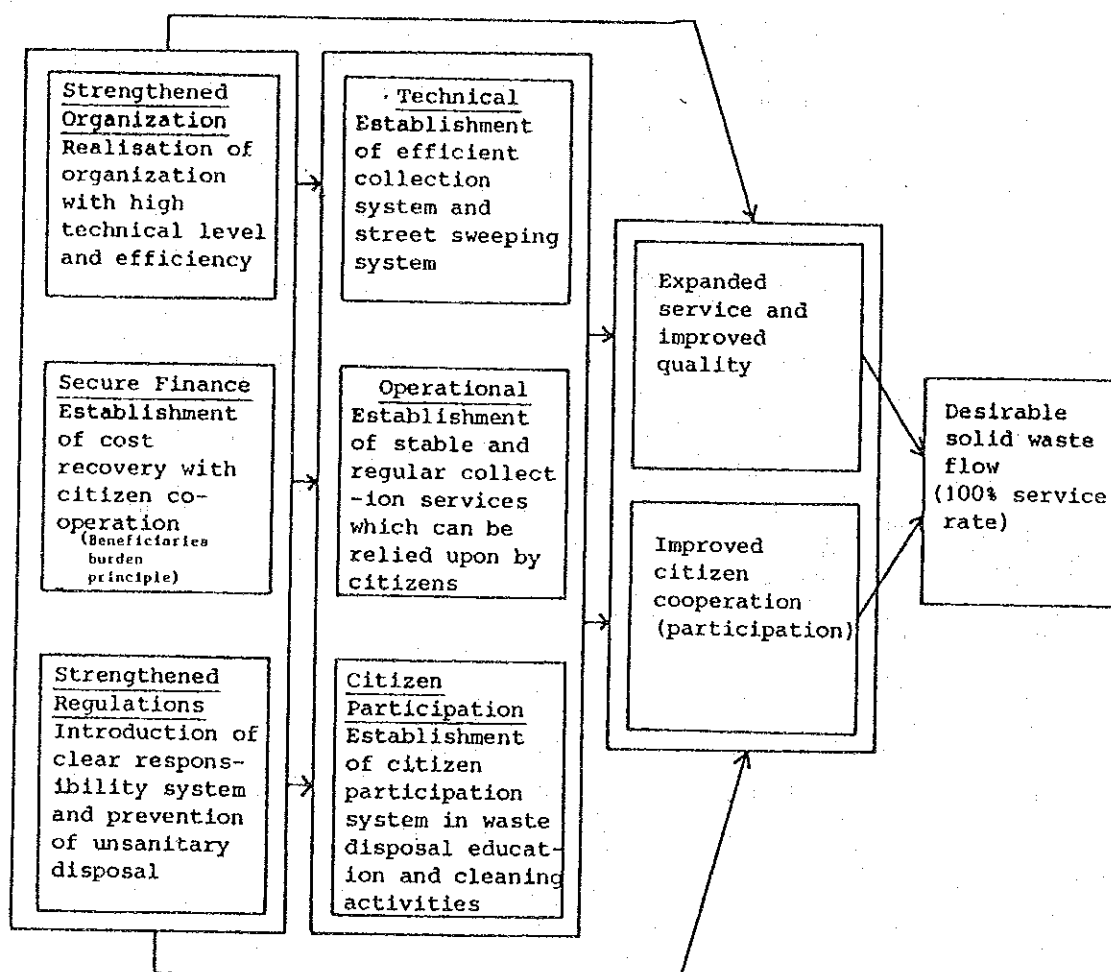 Strengthened
Organization
Realisation of
organization
with high
technical level
and efficiency
Secure Finance
Establishment
of cost
recovery with
citizen co-
operation
(Beneficiaries
burden
principle)
Strengthened
Regulations
Introduction of
clear respons-
ibility system
and prevention
of unsanitary
disposal
Technical
Establishment
of efficient
collection
system and
street sweeping
system
Operational
Establishment
of stable and
regular collect
-ion services
which can be
relied upon by
citizens
Citizen
Participation
Establishment
of citizen
participation
system in waste
disposal educat-
ion and cleaning
activities
Expanded
service and
improved
quality
Improved
citizen
cooperation
(participation)
Desirable
solid waste
flow
(100% service
rate)